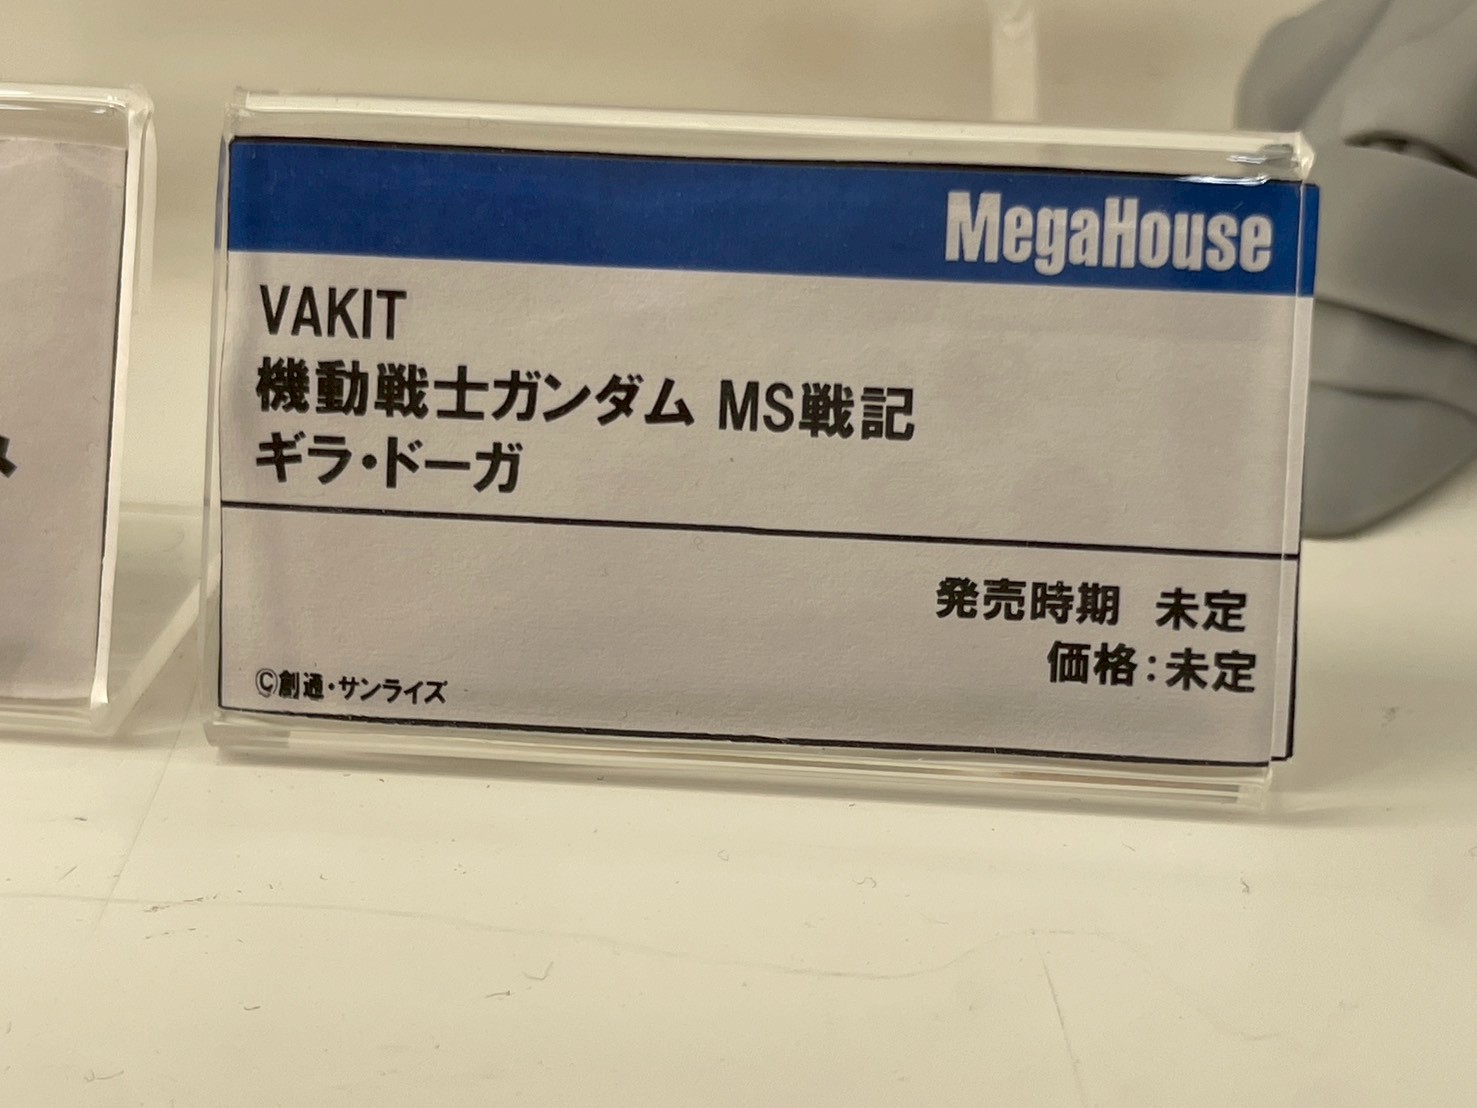 MegaHouse
VAKIT
機動戦士ガンダム MS戦記
ギラ・ドーガ
発売時期　未定
価格：未定
©創通・サンライズ